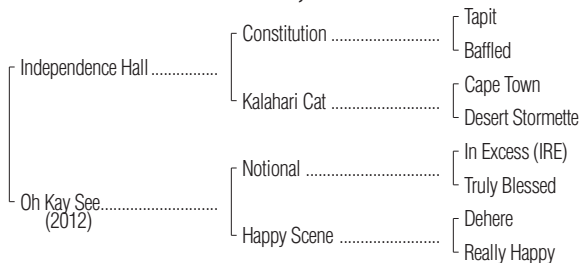 Tapit
Constitution
Baffled
Independence Hall
Cape Town
Kalahari Cat
Desert Stormette
In Excess (IRE)
Notional
Truly Blessed
Oh Kay See
(2012)
Dehere
Happy Scene
Really Happy